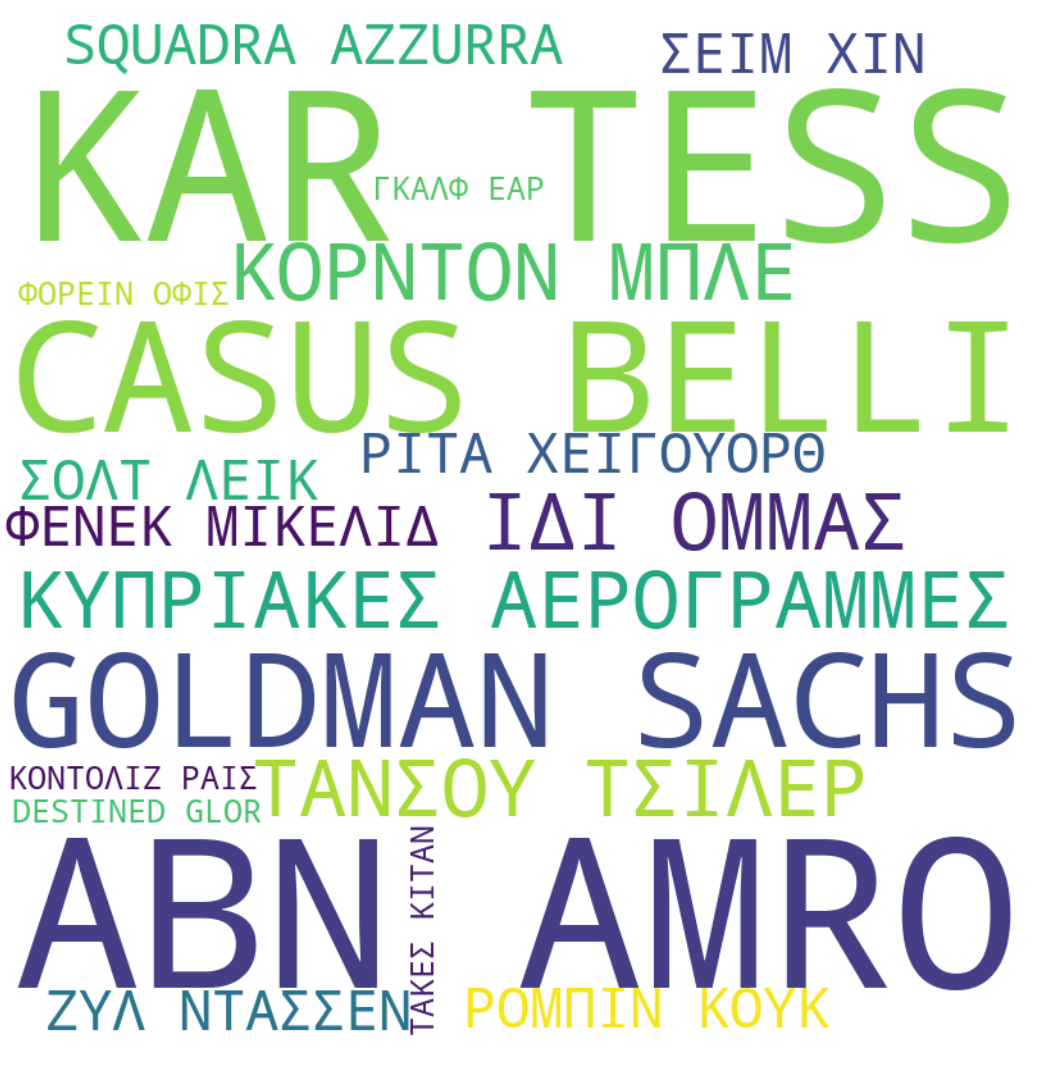 SQUADRA AZZURRA
ΣΕΙΜ ΧΙΝ
KAR TESS
ΓΚΑΛΦ ΕΑΡ
ΚΟΡΝΤΟΝ ΜΠΛΕ
ΦΟΡΕΙΝ ΟΦΙΣ
CASUS BELLI
ΡΙΤΑ ΧΕΙΓΟΥΟΡΘ
ΣΟΛΤ ΛΕΙΚ
ΦΕΝΕΚ ΜΙΚΕΛΙΔ
ΙΔΙ ΟΜΜΑΣ
ΚΥΠΡΙΑΚΕΣ ΑΕΡΟΓΡΑΜΜΕΣ
GOLDMAN SACHS
ΚΟΝΤΟΛΙΖ ΡΑΙΣ
ΤΑΝΣΟΥ ΤΣΙΛΕΡ
DESTINED GLOR
ABN AMRO
ΤΑΚΕΣ ΚΙΤΑΝ
ΖΥΛ ΝΤΑΣΣΕΝ
ΡΟΜΠΙΝ ΚΟΥΚ